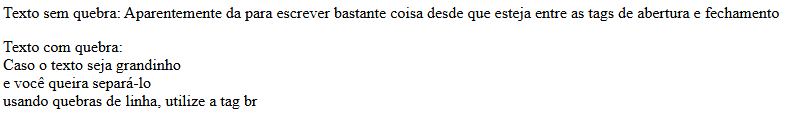 Texto sem quebra: Aparentemente da para escrever bastante coisa desde que esteja entre as tags de abertura e fechamento
Texto com quebra:
Caso o texto seja grandinho
e você queira separá-lo
usando quebras de linha, utilize a tag br